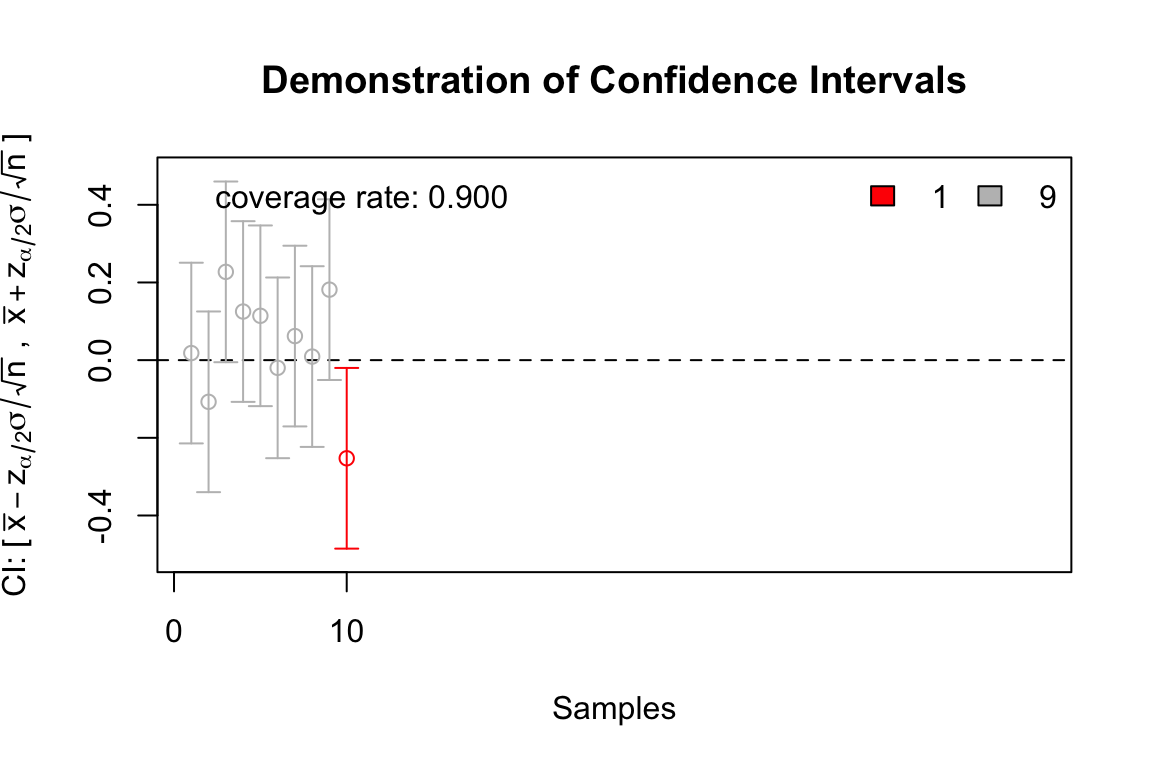 Demonstration of Confidence Intervals
CI: [ x̅ − zα/2σ/√n , x̅ + zα/2σ/√n ]
coverage rate: 0.900
1
9
0.4
0.2
0.0
-0.4
0
10
Samples